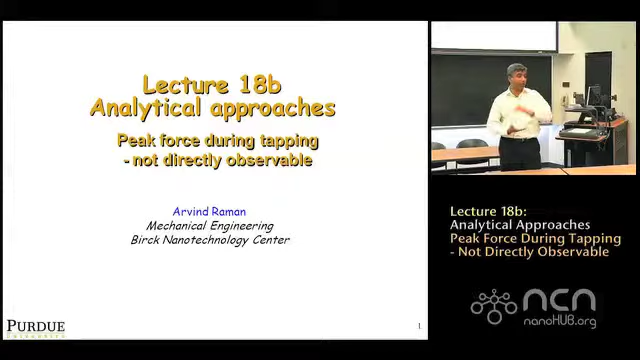 Lecture 18b
Analytical approaches
Peak force during tapping
- not directly observable
Arvind Raman
Mechanical Engineering
Birck Nanotechnology Center
PURDUE
UNIVERSITY
1
Lecture 18b:
Analytical Approaches
Peak Force During Tapping
- Not Directly Observable
ncn
nanoHUB.org